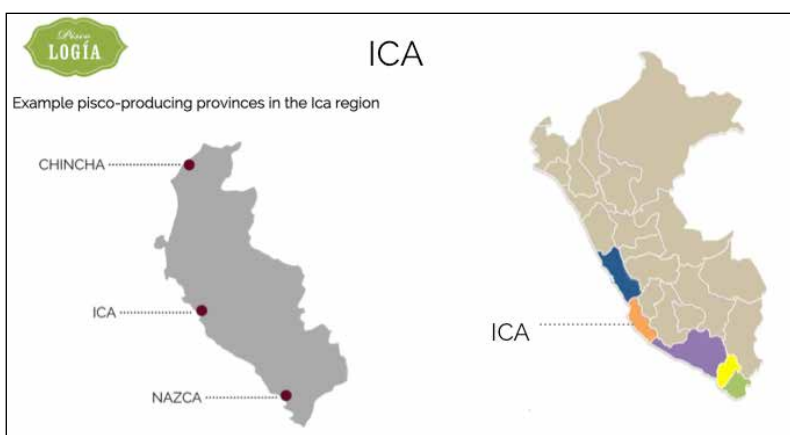 Pisco
LOGÍA
ICA
Example pisco-producing provinces in the Ica region
CHINCHA
ICA
NAZCA
ICA